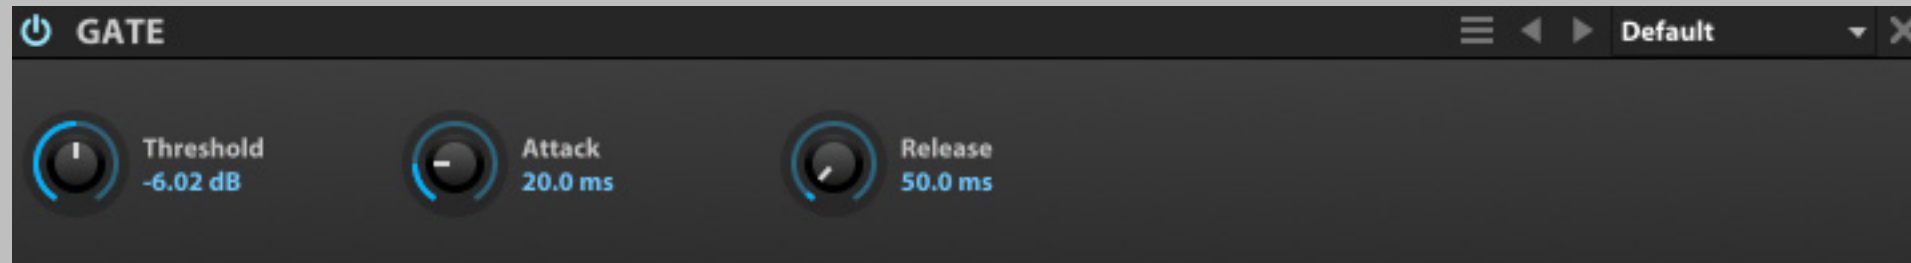 GATE
Default
Threshold
-6.02 dB
Attack
20.0 ms
Release
50.0 ms